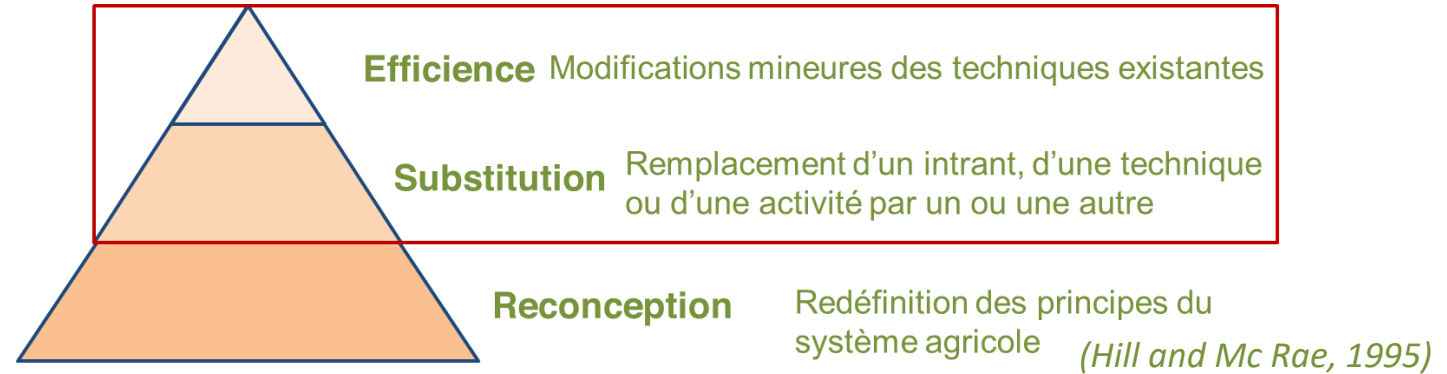 Efficience Modifications mineures des techniques existantes
Substitution Remplacement d'un intrant, d'une technique
ou d'une activité par un ou une autre
Reconception Redéfinition des principes du
système agricole (Hill and Mc Rae, 1995)